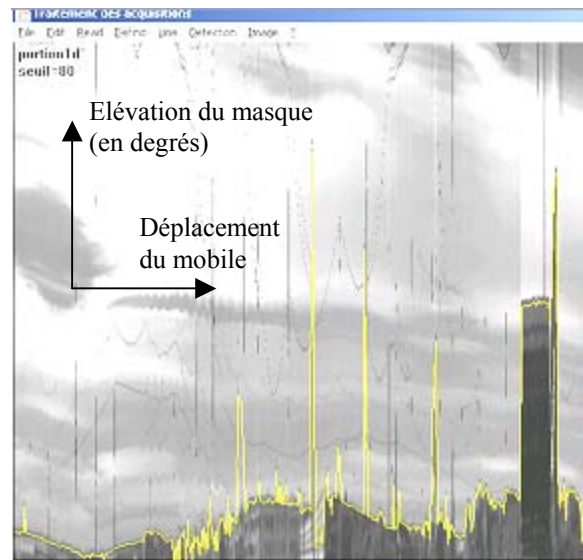 Traitement des acquisitions
File Edit Read Demo Line Detection Image ?
portion1d
seuil=80
Elévation du masque
(en degrés)
Déplacement
du mobile